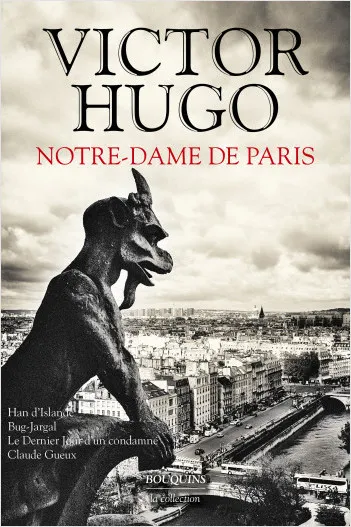 VICTOR
HUGO
NOTRE-DAME DE PARIS
Han d'Islande
Bug-Jargal
Le Dernier Jour d'un condamné
Claude Gueux
BOUQUINS
la collection